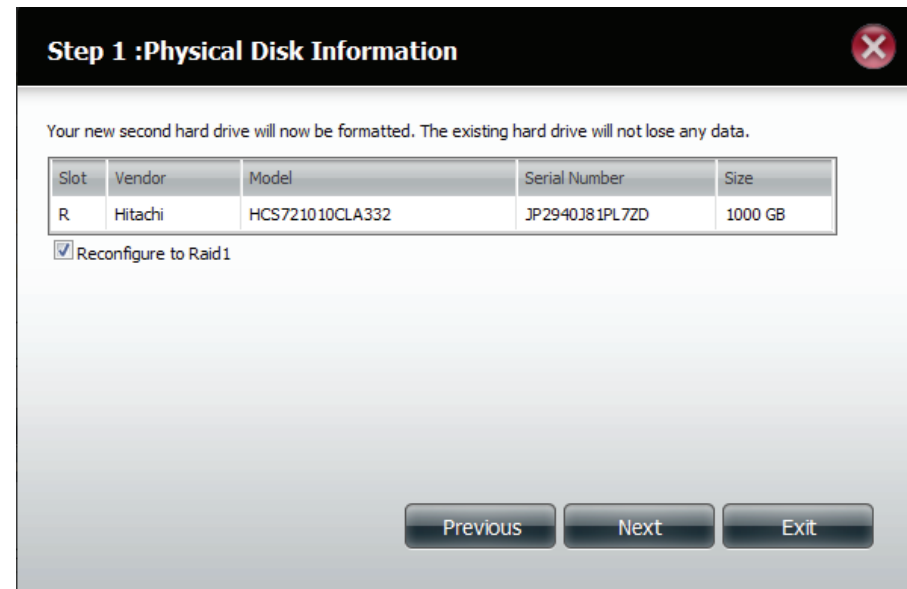 Step 1 :Physical Disk Information
Your new second hard drive will now be formatted. The existing hard drive will not lose any data.
Slot Vendor Model Serial Number Size
R Hitachi HCS721010CLA332 JP2940J81PL7ZD 1000 GB
Reconfigure to Raid1
Previous Next Exit